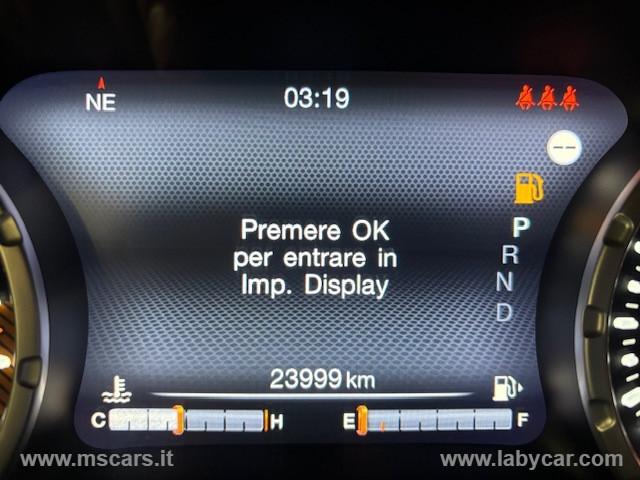 NE
03:19
--
P
R
N
D
Premere OK
per entrare in
Imp. Display
23999 km
C H E F
www.mscars.it
www.labycar.com